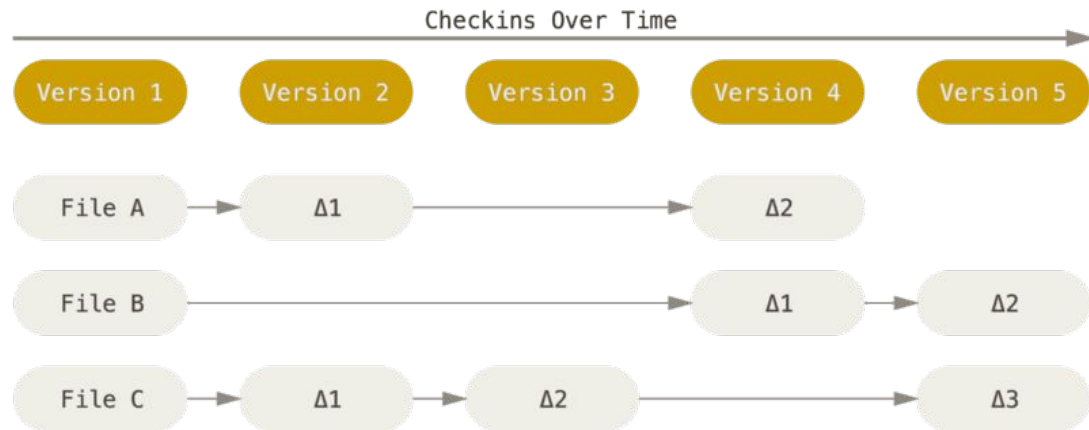 Checkins Over Time
Version 1 Version 2 Version 3 Version 4 Version 5
File A Δ1 Δ2
File B Δ1 Δ2
File C Δ1 Δ2 Δ3